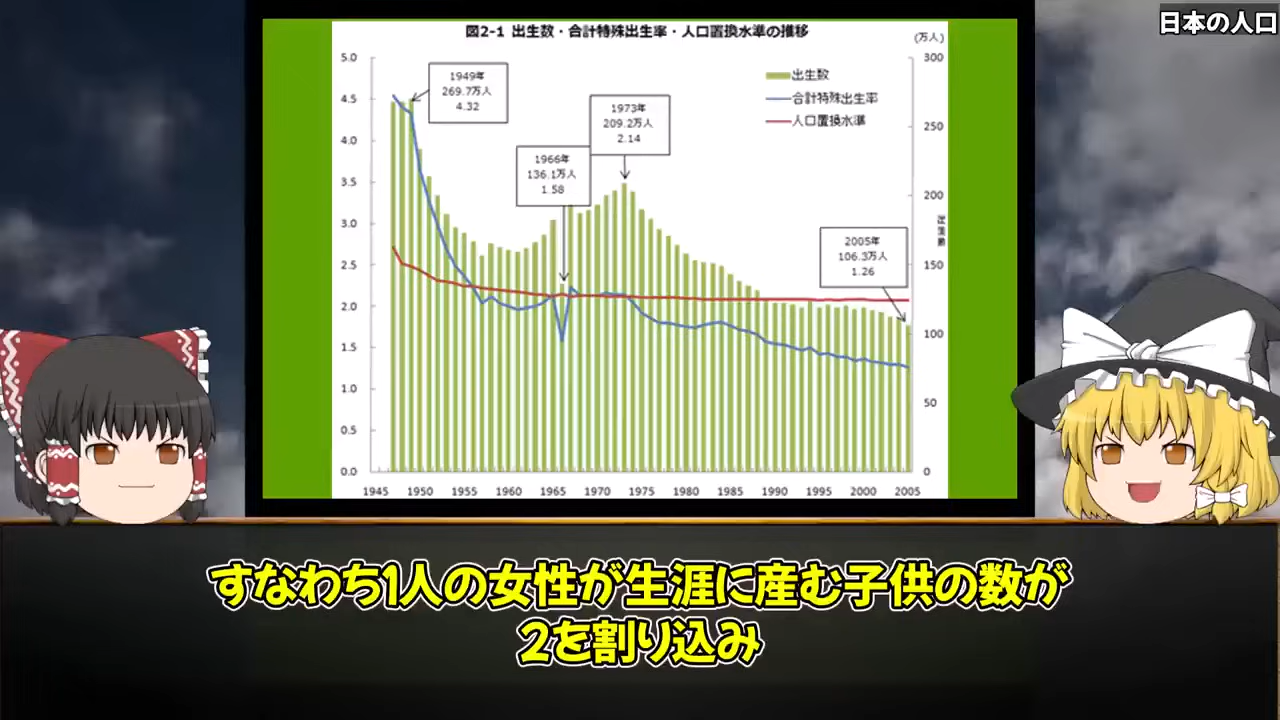 日本の人口
図2-1 出生数・合計特殊出生率・人口置換水準の推移
(万人)
5.0
4.5
4.0
3.5
3.0
2.5
2.0
1.5
1.0
0.5
0.0
1949年
269.7万人
4.32
1966年
136.1万人
1.58
1973年
209.2万人
2.14
2005年
106.3万人
1.26
出生数
合計特殊出生率
人口置換水準
300
250
200
150
100
50
0
出生数
1945 1950 1955 1960 1965 1970 1975 1980 1985 1990 1995 2000 2005
すなわち1人の女性が生涯に産む子供の数が
2を割り込み